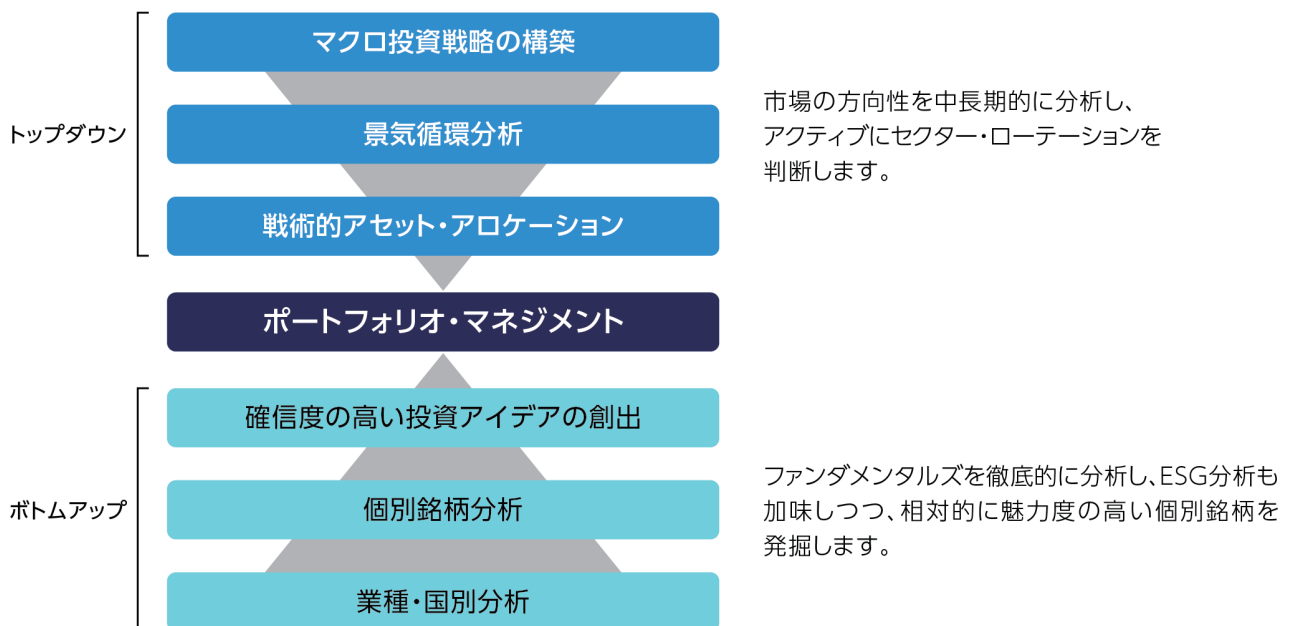 マクロ投資戦略の構築
トップダウン
景気循環分析
戦術的アセット・アロケーション
市場の方向性を中長期的に分析し、
アクティブにセクター・ローテーションを
判断します。
ポートフォリオ・マネジメント
確信度の高い投資アイデアの創出
ボトムアップ
個別銘柄分析
業種・国別分析
ファンダメンタルズを徹底的に分析し、ESG分析も
加味しつつ、相対的に魅力度の高い個別銘柄を
発掘します。